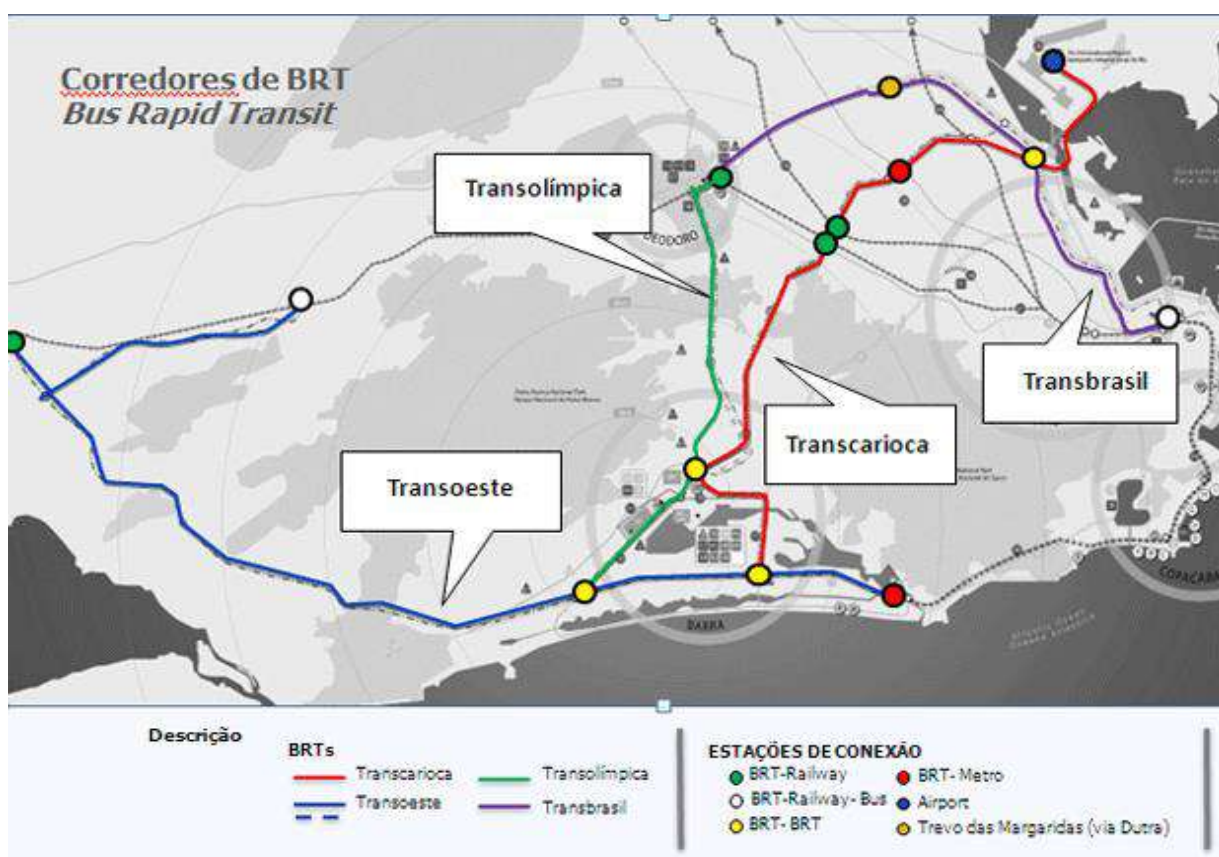 Corredores de BRT
Bus Rapid Transit
Transolímpica
DEODORO
Transbrasil
Transcarioca
Transoeste
BARRA
COPACABA
Descrição
BRTs
Transcarioca
Transolímpica
Transoeste
Transbrasil
ESTAÇÕES DE CONEXÃO
BRT-Railway
BRT- Metro
BRT-Railway- Bus
Airport
BRT- BRT
Trevo das Margaridas (via Dutra)